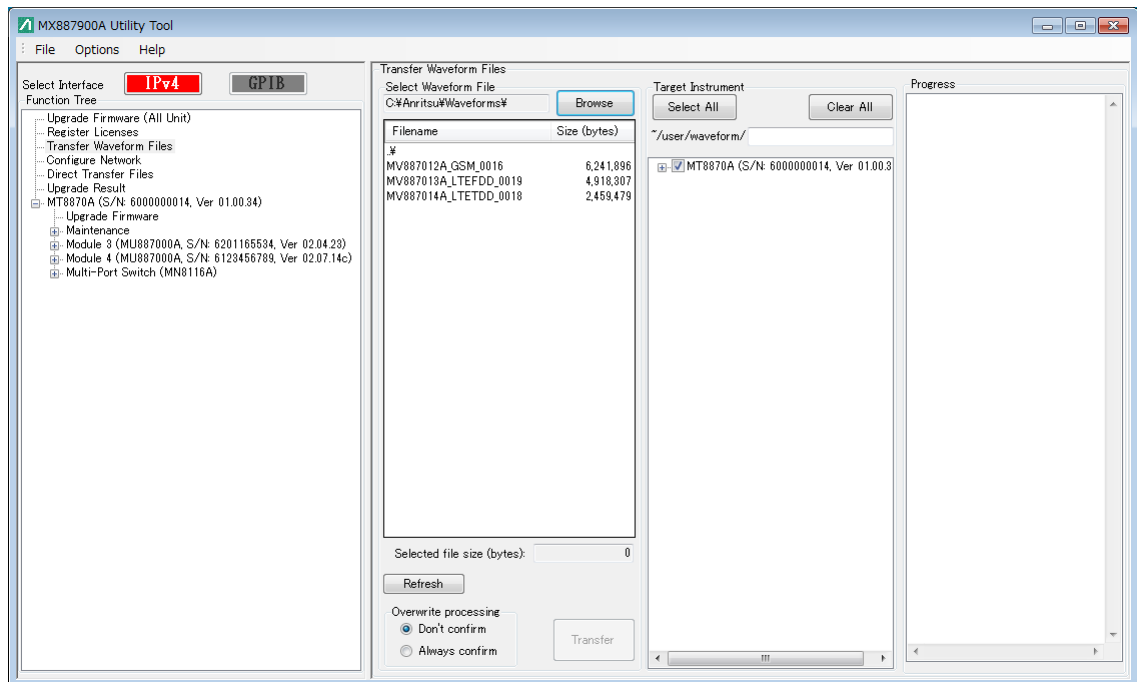 MX887900A Utility Tool
File Options Help
Select Interface IPv4 GPIB
Function Tree
Upgrade Firmware (All Unit)
Register Licenses
Transfer Waveform Files
Configure Network
Direct Transfer Files
Upgrade Result
MT8870A (S/N: 6000000014, Ver 01.00.34)
Upgrade Firmware
Maintenance
Module 3 (MU887000A, S/N: 6201165534, Ver 02.04.23)
Module 4 (MU887000A, S/N: 6123456789, Ver 02.07.14c)
Multi-Port Switch (MN8116A)
Transfer Waveform Files
Select Waveform File
C:¥Anritsu¥Waveforms¥ Browse
Filename Size (bytes)
.¥
MV887012A_GSM_0016 6,241,896
MV887013A_LTEFDD_0019 4,918,307
MV887014A_LTETDD_0018 2,459,479
Selected file size (bytes): 0
Refresh
Overwrite processing
Don't confirm
Always confirm
Transfer
Target Instrument
Select All Clear All
~/user/waveform/
MT8870A (S/N: 6000000014, Ver 01.00.3
Progress